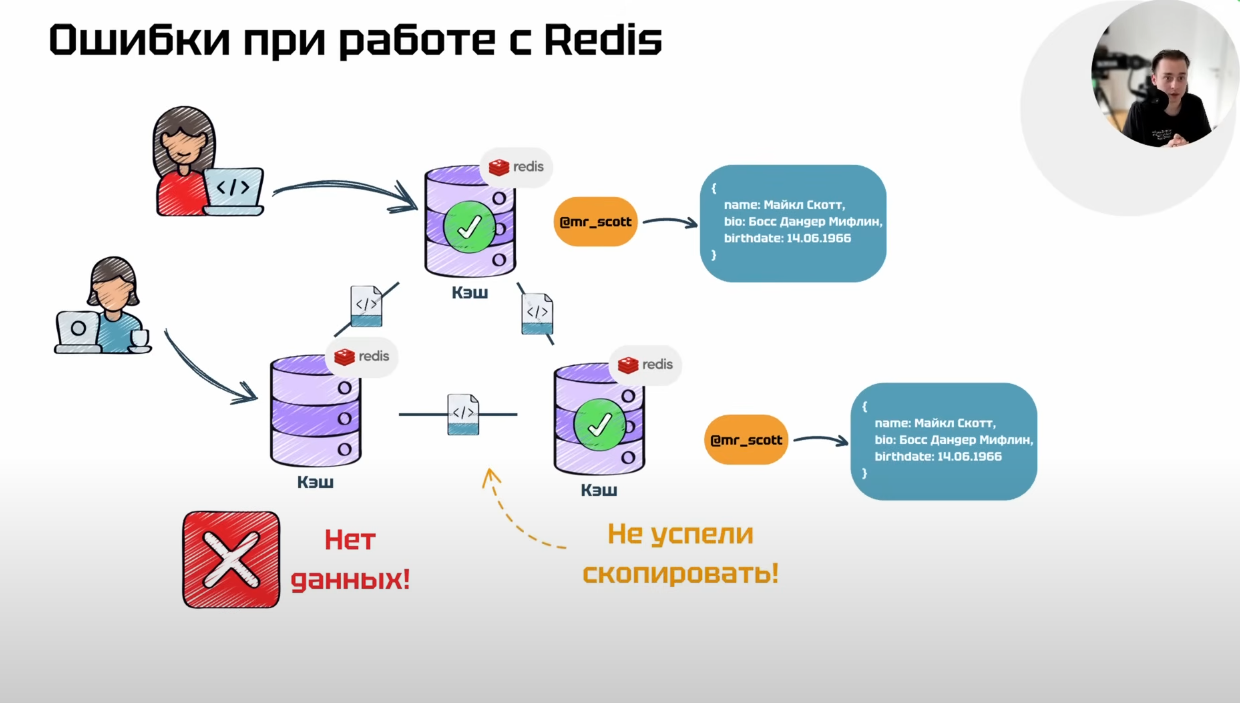 Ошибки при работе с Redis
redis
</>
@mr_scott
{
name: Майкл Скотт,
bio: Босс Дандер Мифлин,
birthdate: 14.06.1966
}
Кэш
</>
</>
redis
redis
</>
@mr_scott
{
name: Майкл Скотт,
bio: Босс Дандер Мифлин,
birthdate: 14.06.1966
}
Кэш
Кэш
Нет
данных!
Не успели
скопировать!